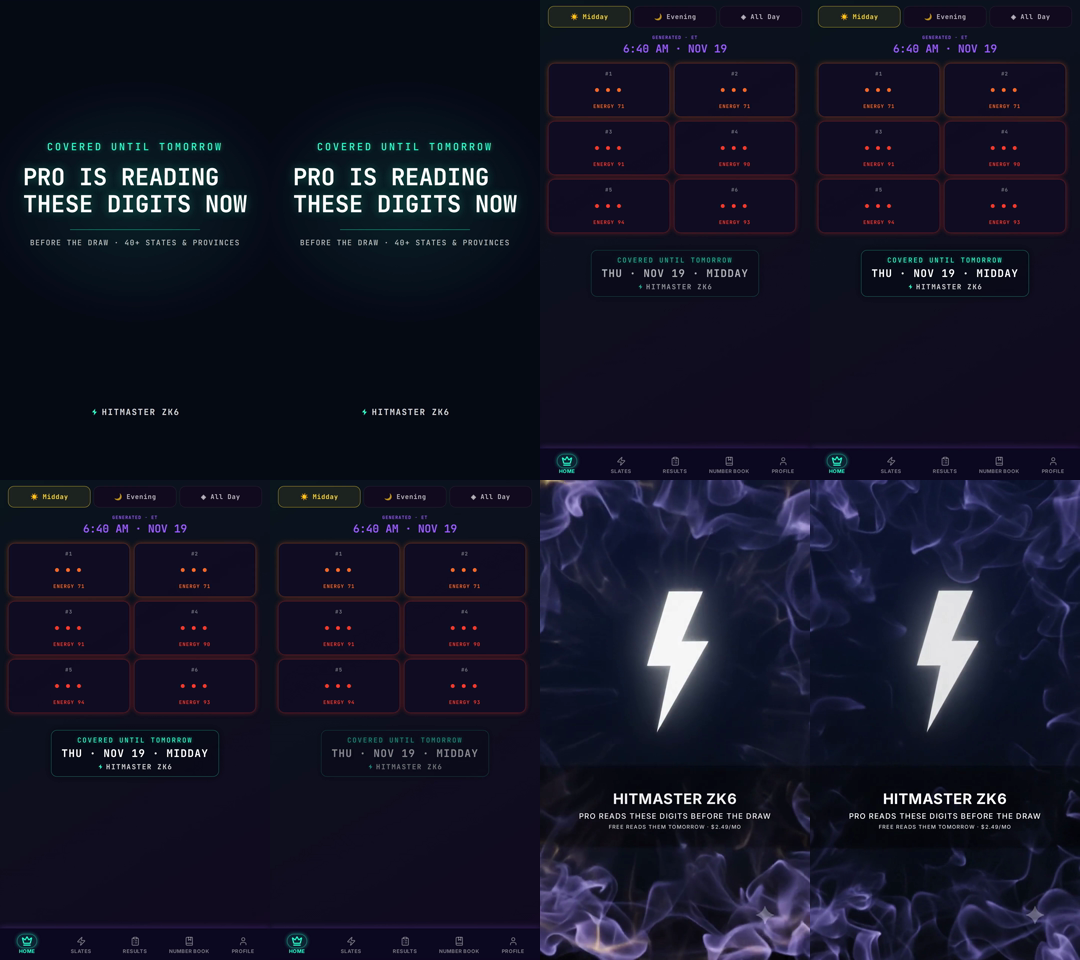 COVERED UNTIL TOMORROW
PRO IS READING
THESE DIGITS NOW
BEFORE THE DRAW · 40+ STATES & PROVINCES
HITMASTER ZK6
COVERED UNTIL TOMORROW
PRO IS READING
THESE DIGITS NOW
BEFORE THE DRAW · 40+ STATES & PROVINCES
HITMASTER ZK6
Midday Evening All Day
GENERATED · ET
6:40 AM · NOV 19
#1 #2
ENERGY 71 ENERGY 71
#3 #4
ENERGY 91 ENERGY 90
#5 #6
ENERGY 94 ENERGY 93
COVERED UNTIL TOMORROW
THU · NOV 19 · MIDDAY
HITMASTER ZK6
HOME SLATES RESULTS NUMBER BOOK PROFILE
Midday Evening All Day
GENERATED · ET
6:40 AM · NOV 19
#1 #2
ENERGY 71 ENERGY 71
#3 #4
ENERGY 91 ENERGY 90
#5 #6
ENERGY 94 ENERGY 93
COVERED UNTIL TOMORROW
THU · NOV 19 · MIDDAY
HITMASTER ZK6
HOME SLATES RESULTS NUMBER BOOK PROFILE
Midday Evening All Day
GENERATED · ET
6:40 AM · NOV 19
#1 #2
ENERGY 71 ENERGY 71
#3 #4
ENERGY 91 ENERGY 90
#5 #6
ENERGY 94 ENERGY 93
COVERED UNTIL TOMORROW
THU · NOV 19 · MIDDAY
HITMASTER ZK6
HOME SLATES RESULTS NUMBER BOOK PROFILE
Midday Evening All Day
GENERATED · ET
6:40 AM · NOV 19
#1 #2
ENERGY 71 ENERGY 71
#3 #4
ENERGY 91 ENERGY 90
#5 #6
ENERGY 94 ENERGY 93
COVERED UNTIL TOMORROW
THU · NOV 19 · MIDDAY
HITMASTER ZK6
HOME SLATES RESULTS NUMBER BOOK PROFILE
HITMASTER ZK6
PRO READS THESE DIGITS BEFORE THE DRAW
FREE READS THEM TOMORROW · $2.49/MO
HITMASTER ZK6
PRO READS THESE DIGITS BEFORE THE DRAW
FREE READS THEM TOMORROW · $2.49/MO